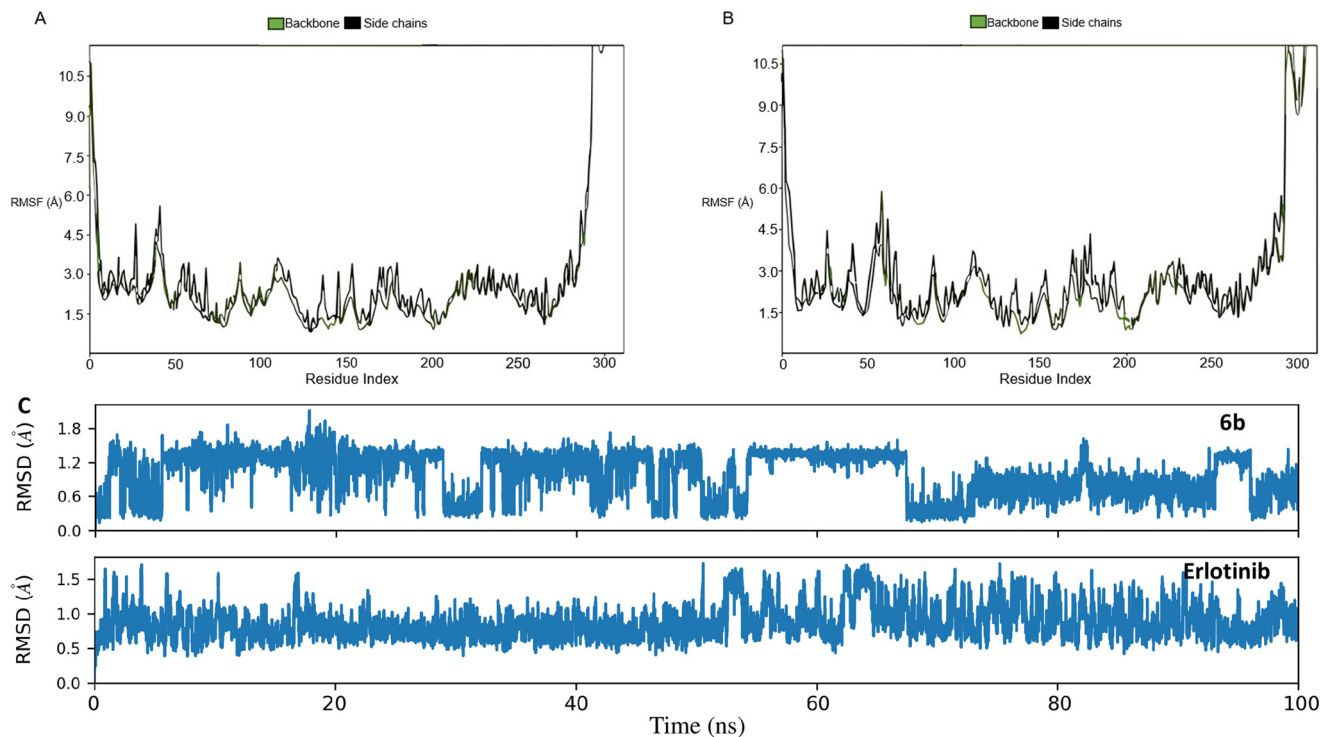 A
Backbone Side chains
10.5
9.0
7.5
RMSF (Å) 6.0
4.5
3.0
1.5
0 50 100 150 200 250 300
Residue Index
B
Backbone Side chains
10.5
9.0
7.5
RMSF (Å) 6.0
4.5
3.0
1.5
0 50 100 150 200 250 300
Residue Index
C
6b
RMSD (Å)
1.8
1.2
0.6
0.0
Erlotinib
RMSD (Å)
1.5
1.0
0.5
0.0
0 20 40 60 80 100
Time (ns)